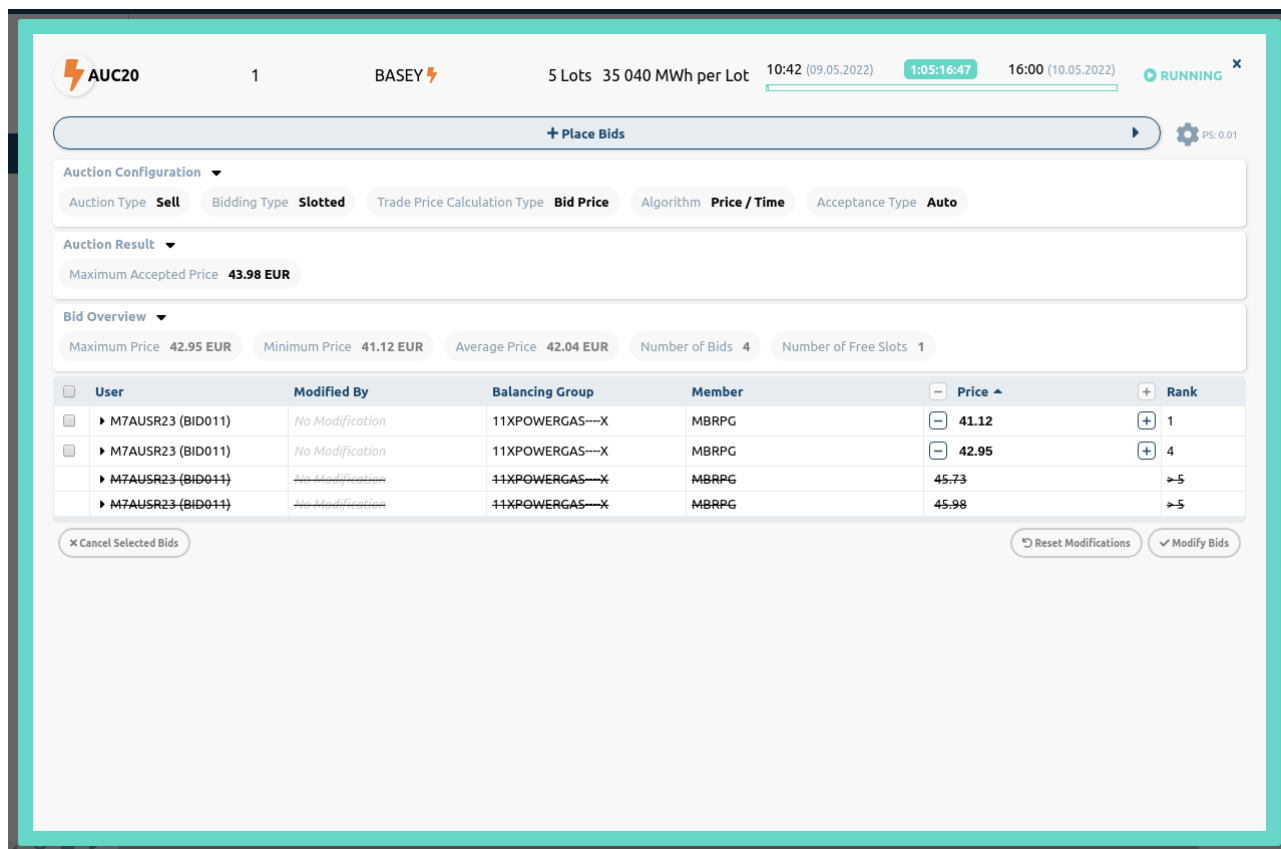 AUC20 1 BASEY 5 Lots 35 040 MWh per Lot 10:42 (09.05.2022) 1:05:16:47 16:00 (10.05.2022) RUNNING ×
+ Place Bids PS: 0.01
Auction Configuration
Auction Type Sell Bidding Type Slotted Trade Price Calculation Type Bid Price Algorithm Price / Time Acceptance Type Auto
Auction Result
Maximum Accepted Price 43.98 EUR
Bid Overview
Maximum Price 42.95 EUR Minimum Price 41.12 EUR Average Price 42.04 EUR Number of Bids 4 Number of Free Slots 1
User Modified By Balancing Group Member − Price + Rank
M7AUSR23 (BID011) No Modification 11XPOWERGAS----X MBRPG − 41.12 + 1
M7AUSR23 (BID011) No Modification 11XPOWERGAS----X MBRPG − 42.95 + 4
M7AUSR23 (BID011) No Modification 11XPOWERGAS----X MBRPG 45.73 > 5
M7AUSR23 (BID011) No Modification 11XPOWERGAS----X MBRPG 45.98 > 5
× Cancel Selected Bids Reset Modifications Modify Bids